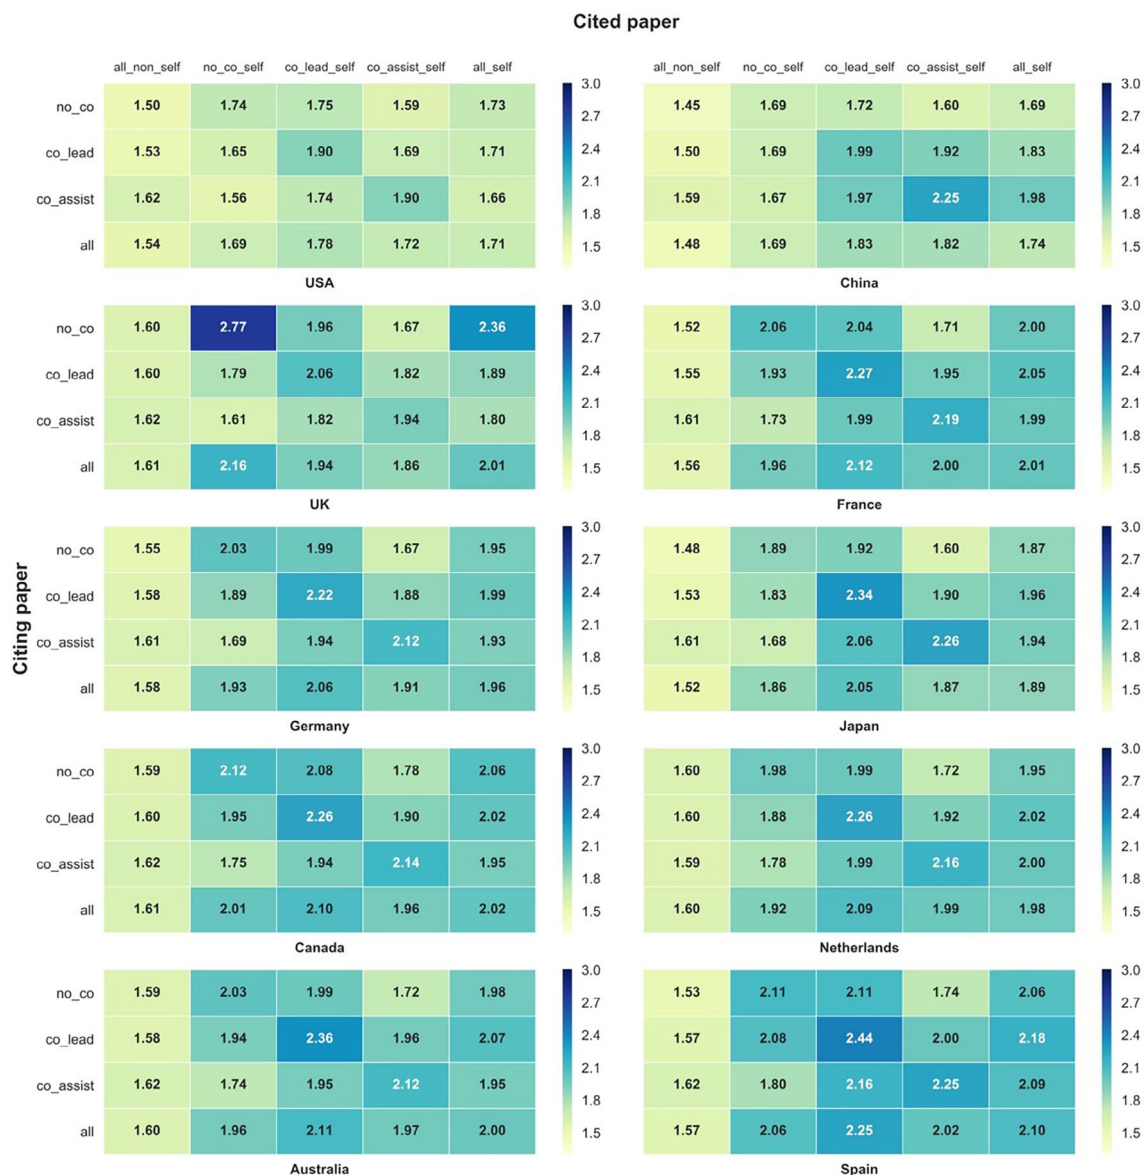 Cited paper
all_non_self no_co_self co_lead_self co_assist_self all_self
all_non_self no_co_self co_lead_self co_assist_self all_self
Citing paper
no_co 1.50 1.74 1.75 1.59 1.73
co_lead 1.53 1.65 1.90 1.69 1.71
co_assist 1.62 1.56 1.74 1.90 1.66
all 1.54 1.69 1.78 1.72 1.71
3.0
2.7
2.4
2.1
1.8
1.5
USA
1.45 1.69 1.72 1.60 1.69
1.50 1.69 1.99 1.92 1.83
1.59 1.67 1.97 2.25 1.98
1.48 1.69 1.83 1.82 1.74
3.0
2.7
2.4
2.1
1.8
1.5
China
no_co 1.60 2.77 1.96 1.67 2.36
co_lead 1.60 1.79 2.06 1.82 1.89
co_assist 1.62 1.61 1.82 1.94 1.80
all 1.61 2.16 1.94 1.86 2.01
3.0
2.7
2.4
2.1
1.8
1.5
UK
1.52 2.06 2.04 1.71 2.00
1.55 1.93 2.27 1.95 2.05
1.61 1.73 1.99 2.19 1.99
1.56 1.96 2.12 2.00 2.01
3.0
2.7
2.4
2.1
1.8
1.5
France
no_co 1.55 2.03 1.99 1.67 1.95
co_lead 1.58 1.89 2.22 1.88 1.99
co_assist 1.61 1.69 1.94 2.12 1.93
all 1.58 1.93 2.06 1.91 1.96
3.0
2.7
2.4
2.1
1.8
1.5
Germany
1.48 1.89 1.92 1.60 1.87
1.53 1.83 2.34 1.90 1.96
1.61 1.68 2.06 2.26 1.94
1.52 1.86 2.05 1.87 1.89
3.0
2.7
2.4
2.1
1.8
1.5
Japan
no_co 1.59 2.12 2.08 1.78 2.06
co_lead 1.60 1.95 2.26 1.90 2.02
co_assist 1.62 1.75 1.94 2.14 1.95
all 1.61 2.01 2.10 1.96 2.02
3.0
2.7
2.4
2.1
1.8
1.5
Canada
1.60 1.98 1.99 1.72 1.95
1.60 1.88 2.26 1.92 2.02
1.59 1.78 1.99 2.16 2.00
1.60 1.92 2.09 1.99 1.98
3.0
2.7
2.4
2.1
1.8
1.5
Netherlands
no_co 1.59 2.03 1.99 1.72 1.98
co_lead 1.58 1.94 2.36 1.96 2.07
co_assist 1.62 1.74 1.95 2.12 1.95
all 1.60 1.96 2.11 1.97 2.00
3.0
2.7
2.4
2.1
1.8
1.5
Australia
1.53 2.11 2.11 1.74 2.06
1.57 2.08 2.44 2.00 2.18
1.62 1.80 2.16 2.25 2.09
1.57 2.06 2.25 2.02 2.10
3.0
2.7
2.4
2.1
1.8
1.5
Spain